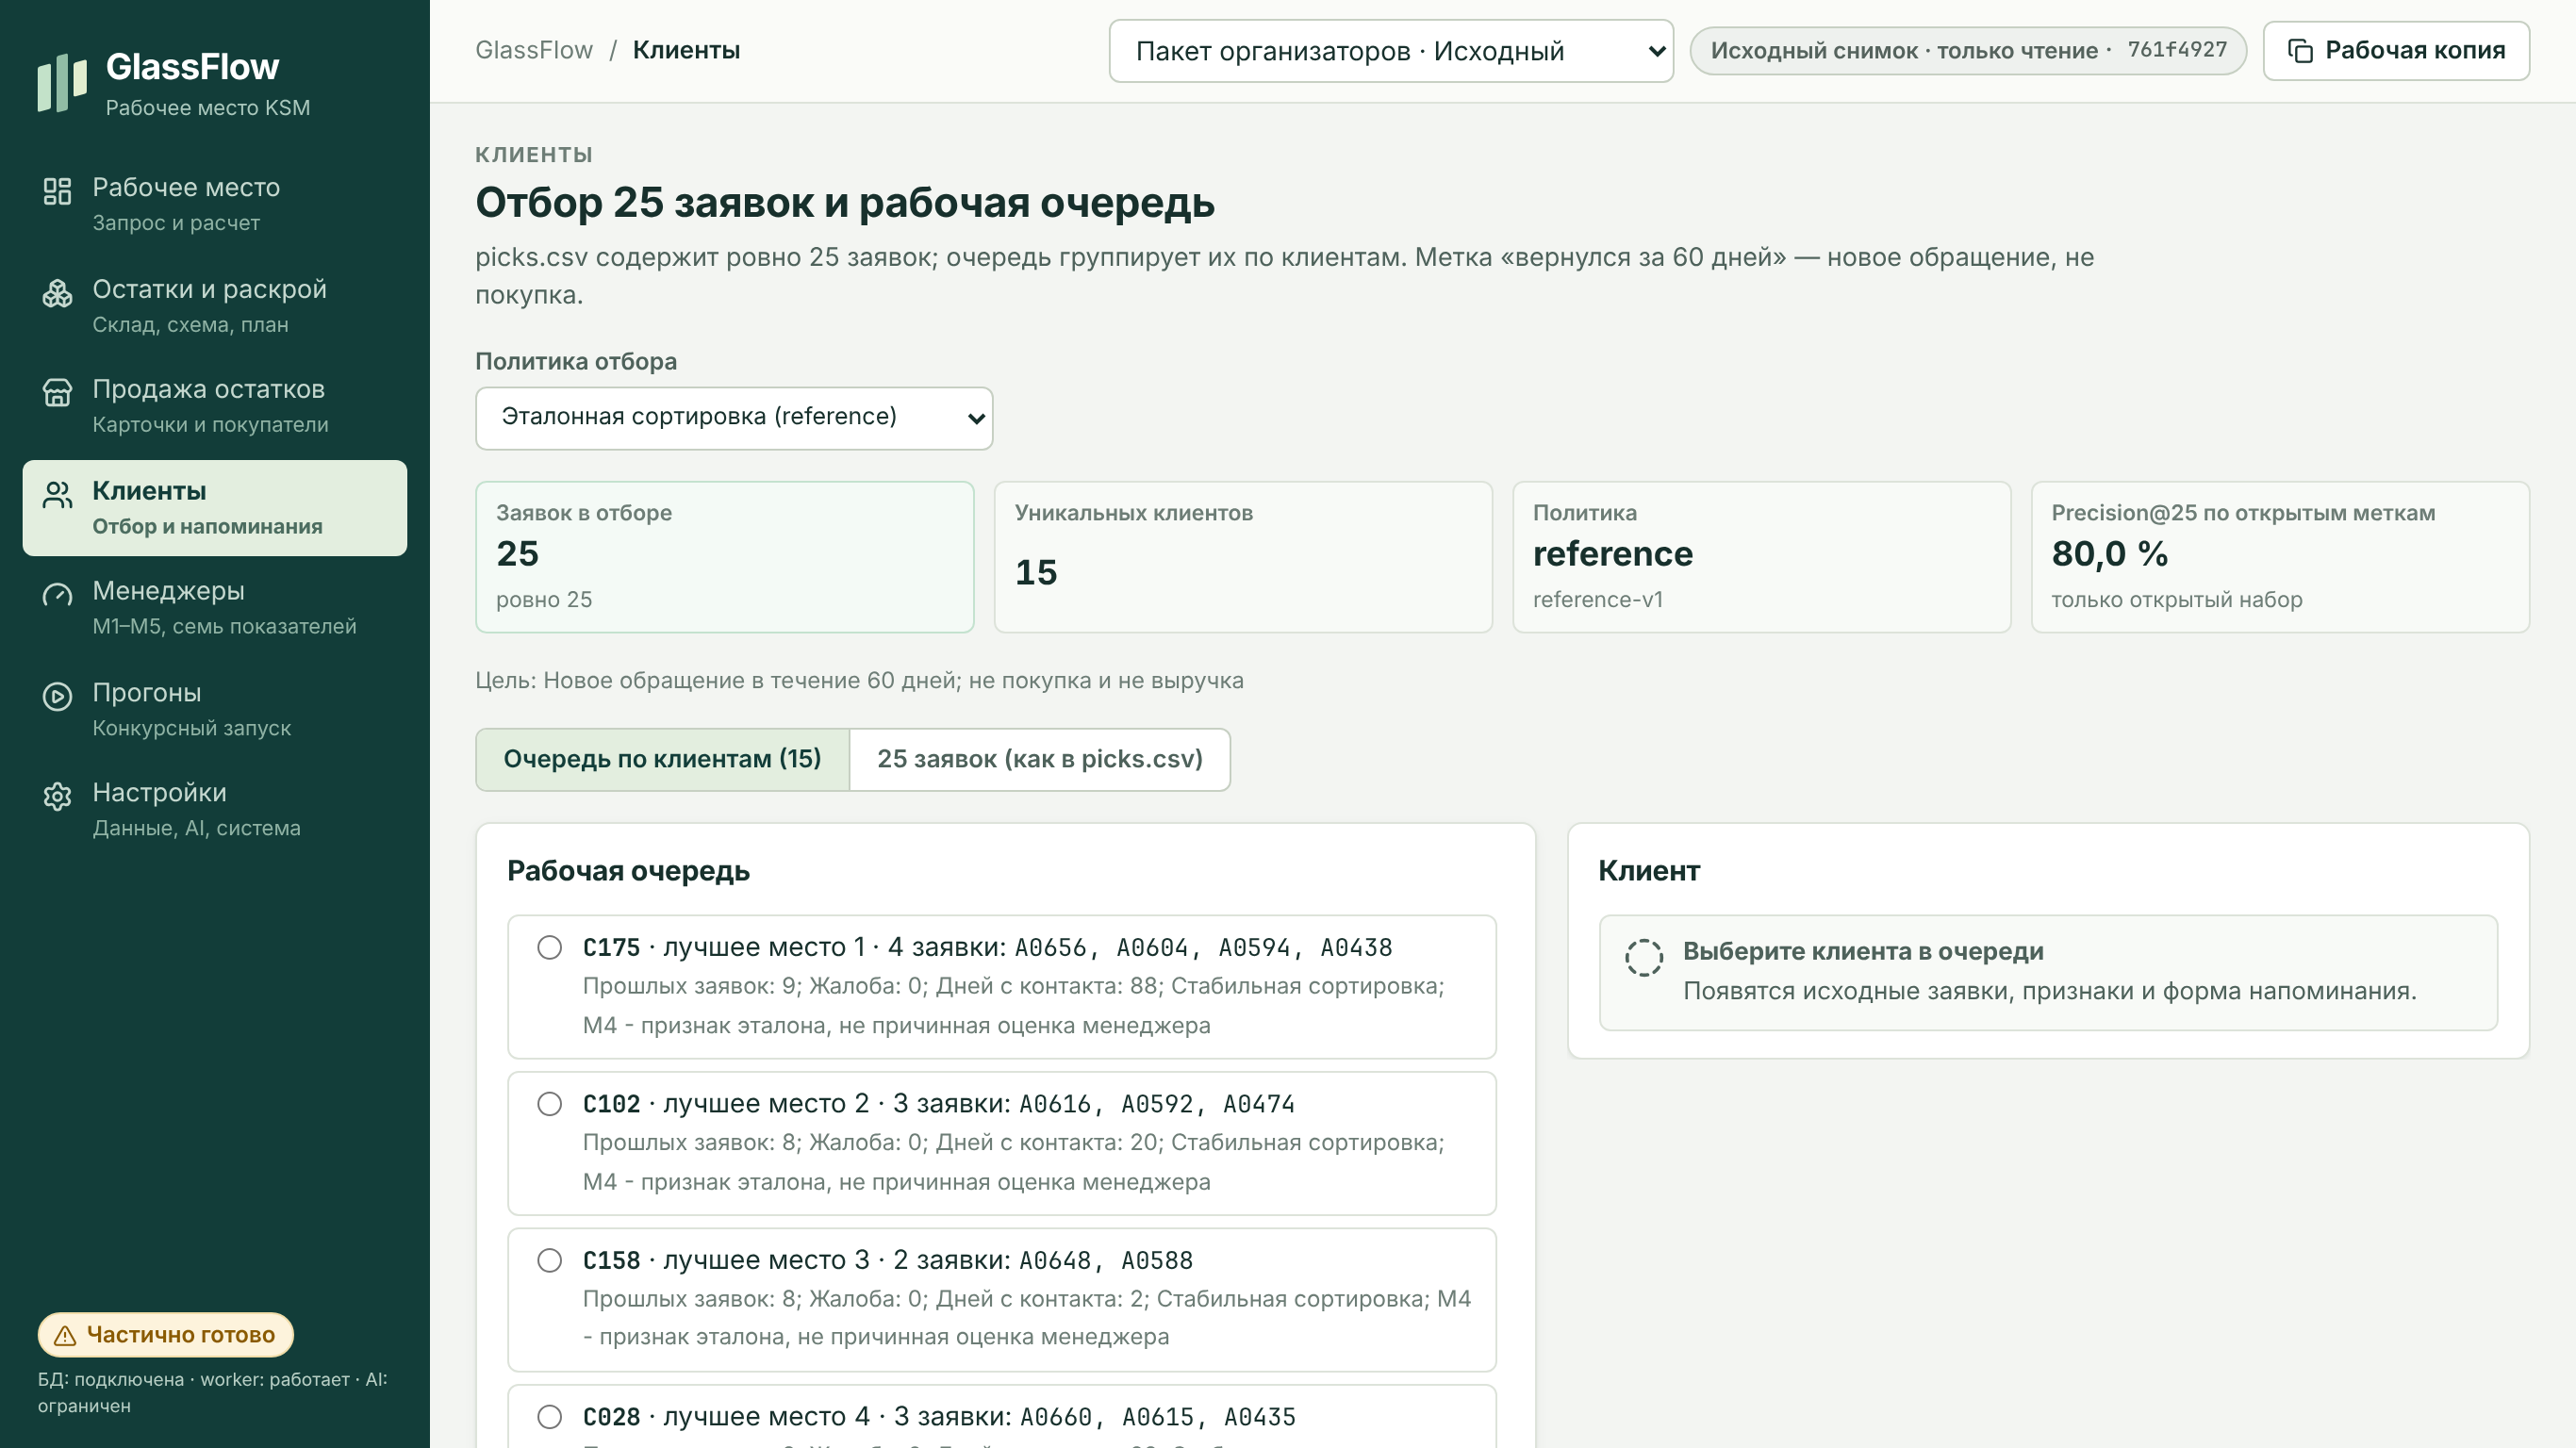 GlassFlow
Рабочее место KSM
Рабочее место
Запрос и расчет
Остатки и раскрой
Склад, схема, план
Продажа остатков
Карточки и покупатели
Клиенты
Отбор и напоминания
Менеджеры
М1–М5, семь показателей
Прогоны
Конкурсный запуск
Настройки
Данные, AI, система
Частично готово
БД: подключена · worker: работает · AI:
ограничен
GlassFlow / Клиенты
Пакет организаторов · Исходный
Исходный снимок · только чтение · 761f4927
Рабочая копия
КЛИЕНТЫ
Отбор 25 заявок и рабочая очередь
picks.csv содержит ровно 25 заявок; очередь группирует их по клиентам. Метка «вернулся за 60 дней» — новое обращение, не
покупка.
Политика отбора
Эталонная сортировка (reference)
Заявок в отборе
25
ровно 25
Уникальных клиентов
15
Политика
reference
reference-v1
Precision@25 по открытым меткам
80,0 %
только открытый набор
Цель: Новое обращение в течение 60 дней; не покупка и не выручка
Очередь по клиентам (15)
25 заявок (как в picks.csv)
Рабочая очередь
C175 · лучшее место 1 · 4 заявки: A0656, A0604, A0594, A0438
Прошлых заявок: 9; Жалоба: 0; Дней с контакта: 88; Стабильная сортировка;
М4 - признак эталона, не причинная оценка менеджера
C102 · лучшее место 2 · 3 заявки: A0616, A0592, A0474
Прошлых заявок: 8; Жалоба: 0; Дней с контакта: 20; Стабильная сортировка;
М4 - признак эталона, не причинная оценка менеджера
C158 · лучшее место 3 · 2 заявки: A0648, A0588
Прошлых заявок: 8; Жалоба: 0; Дней с контакта: 2; Стабильная сортировка; М4
- признак эталона, не причинная оценка менеджера
C028 · лучшее место 4 · 3 заявки: A0660, A0615, A0435
Клиент
Выберите клиента в очереди
Появятся исходные заявки, признаки и форма напоминания.